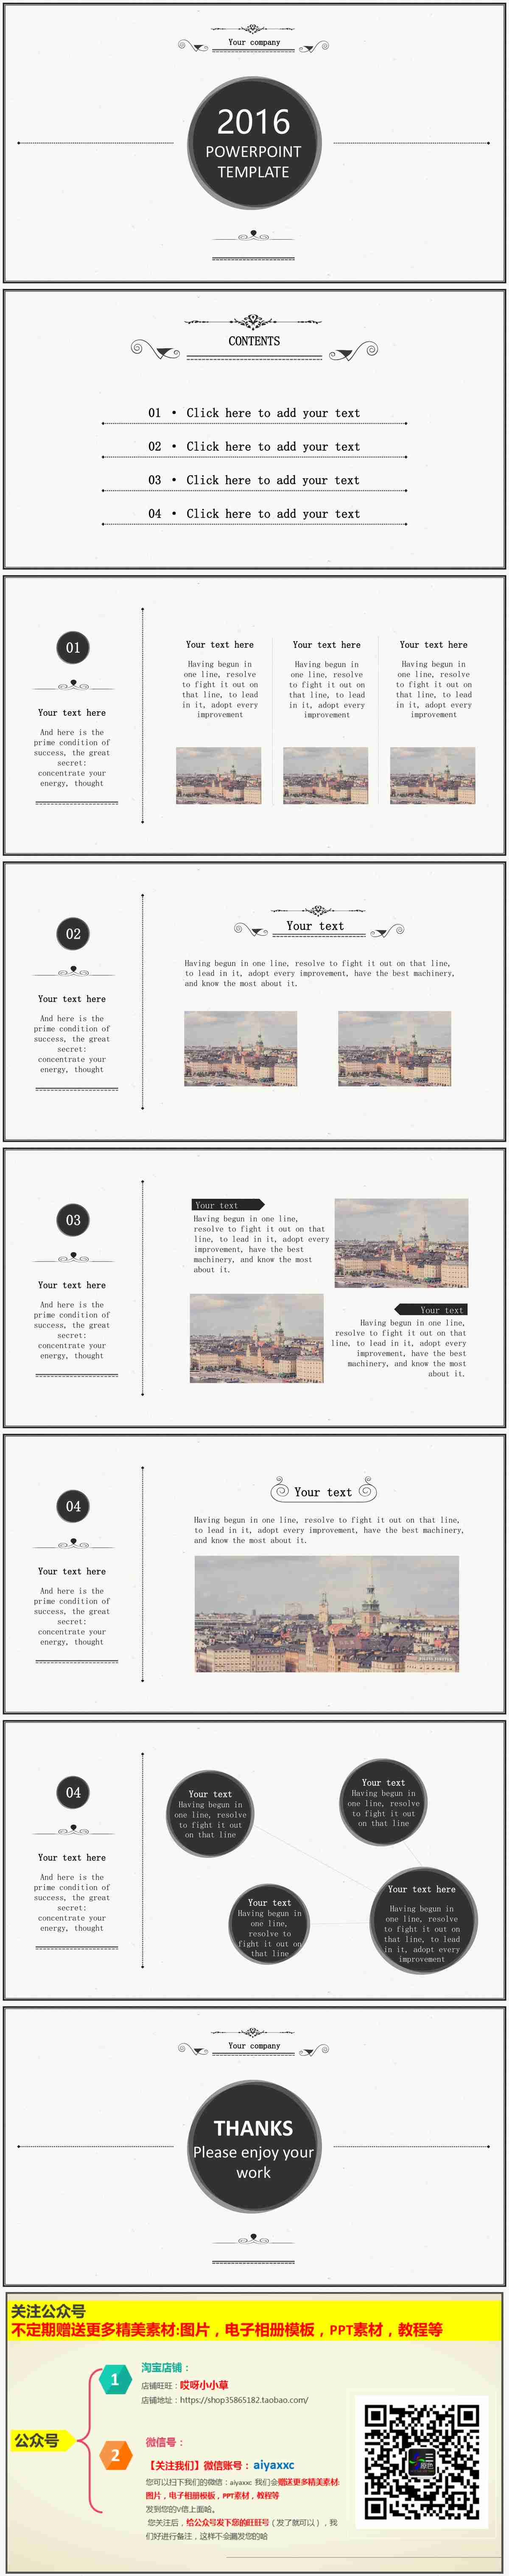 Your company
2016
POWERPOINT
TEMPLATE
CONTENTS
01 • Click here to add your text
02 • Click here to add your text
03 • Click here to add your text
04 • Click here to add your text
01
Your text here
And here is the
prime condition of
success, the great
secret:
concentrate your
energy, thought
Your text here
Having begun in
one line, resolve
to fight it out on
that line, to lead
in it, adopt every
improvement
Your text here
Having begun in
one line, resolve
to fight it out on
that line, to lead
in it, adopt every
improvement
Your text here
Having begun in
one line, resolve
to fight it out on
that line, to lead
in it, adopt every
improvement
02
Your text here
And here is the
prime condition of
success, the great
secret:
concentrate your
energy, thought
Your text
Having begun in one line, resolve to fight it out on that line,
to lead in it, adopt every improvement, have the best machinery,
and know the most about it.
03
Your text here
And here is the
prime condition of
success, the great
secret:
concentrate your
energy, thought
Your text
Having begun in one line,
resolve to fight it out on that
line, to lead in it, adopt every
improvement, have the best
machinery, and know the most
about it.
Your text
Having begun in one line,
resolve to fight it out on that
line, to lead in it, adopt every
improvement, have the best
machinery, and know the most
about it.
04
Your text here
And here is the
prime condition of
success, the great
secret:
concentrate your
energy, thought
Your text
Having begun in one line, resolve to fight it out on that line,
to lead in it, adopt every improvement, have the best machinery,
and know the most about it.
04
Your text here
And here is the
prime condition of
success, the great
secret:
concentrate your
energy, thought
Your text
Having begun in
one line, resolve
to fight it out
on that line
Your text
Having begun in
one line, resolve
to fight it out
on that line
Your text
Having begun in
one line,
resolve to
fight it out on
that line
Your text here
Having begun in
one line, resolve
to fight it out on
that line, to lead
in it, adopt every
improvement
Your company
THANKS
Please enjoy your
work
关注公众号
不定期赠送更多精美素材:图片，电子相册模板，PPT素材，教程等
公众号
1
淘宝店铺：
店铺旺旺：哎呀小小草
店铺地址：https://shop35865182.taobao.com/
2
微信号：
【关注我们】微信账号：aiyaxxc
您可以扫下我们的微信：aiyaxxc 我们会赠送更多精美素材:
图片，电子相册模板，PPT素材，教程等
发到您的V信上面哈。
您关注后，给公众号发下您的旺旺号（发了就可以），我
们好进行备注，这样不会漏发您的哈